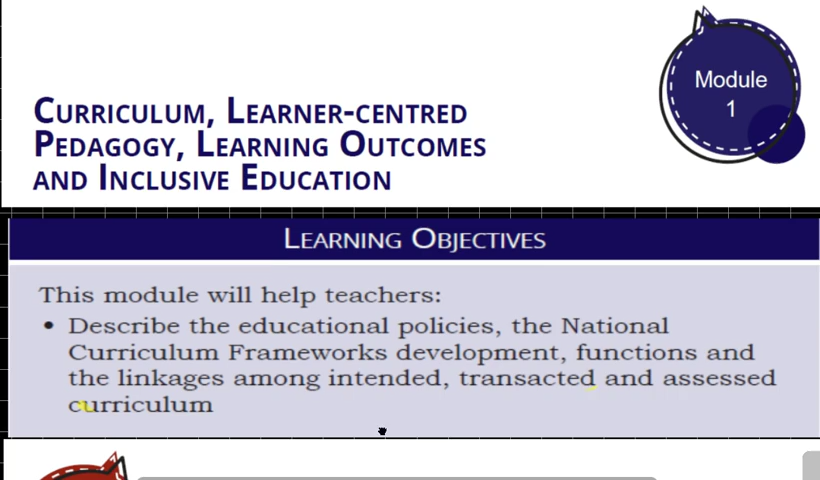 Module
1
Curriculum, Learner-centred
Pedagogy, Learning Outcomes
and Inclusive Education
Learning Objectives
This module will help teachers:
• Describe the educational policies, the National
Curriculum Frameworks development, functions and
the linkages among intended, transacted and assessed
curriculum